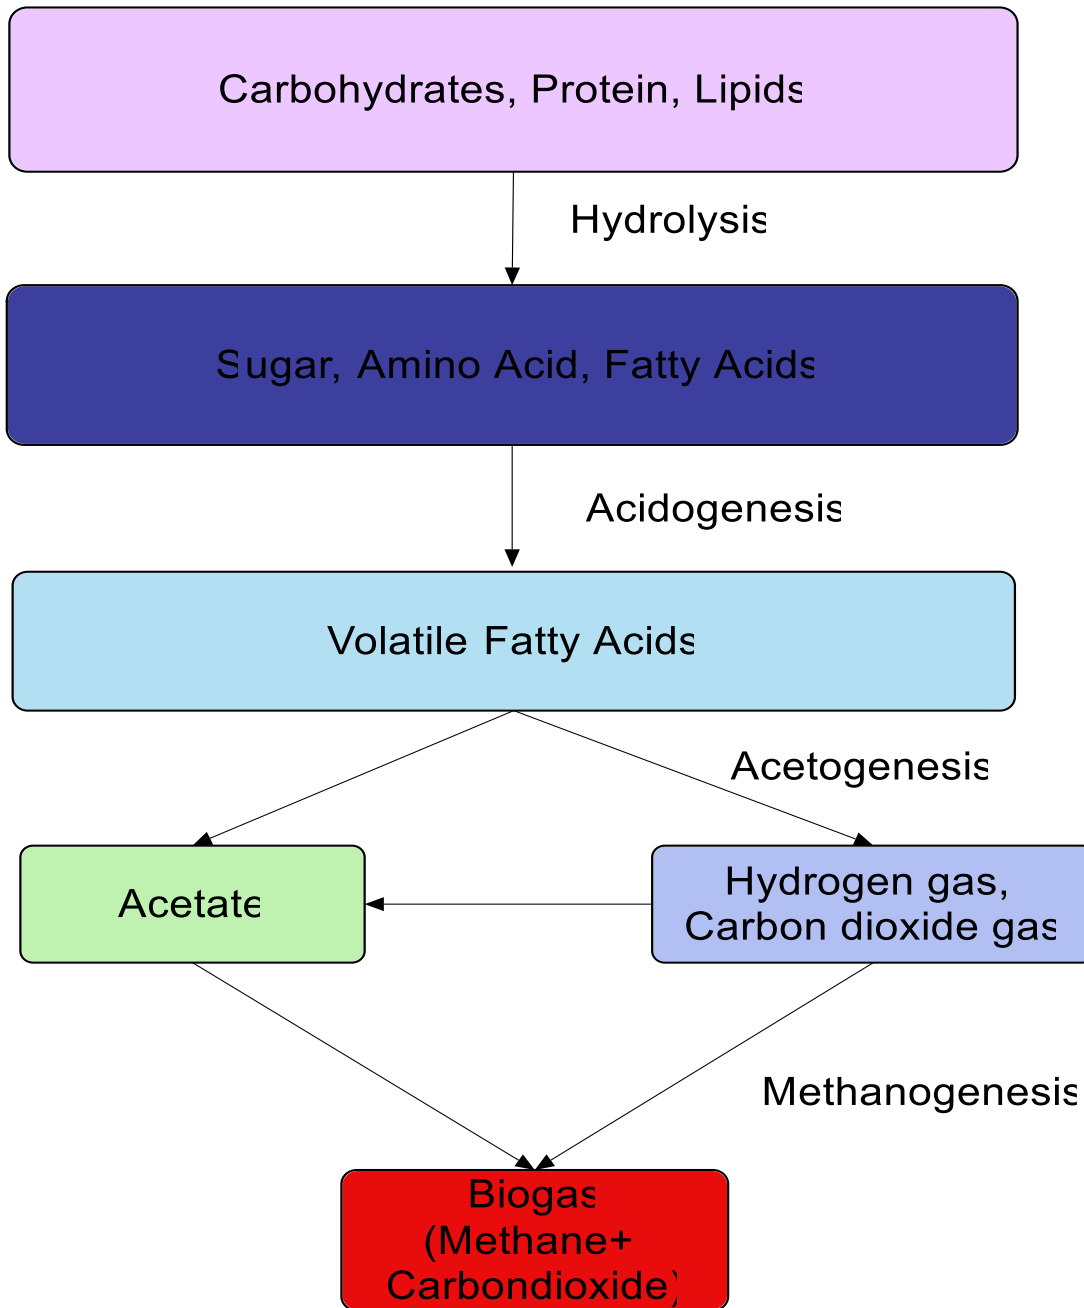 Carbohydrates, Protein, Lipids
Hydrolysis
Sugar, Amino Acid, Fatty Acids
Acidogenesis
Volatile Fatty Acids
Acetogenesis
Acetate
Hydrogen gas,
Carbon dioxide gas
Methanogenesis
Biogas
(Methane+
Carbondioxide)